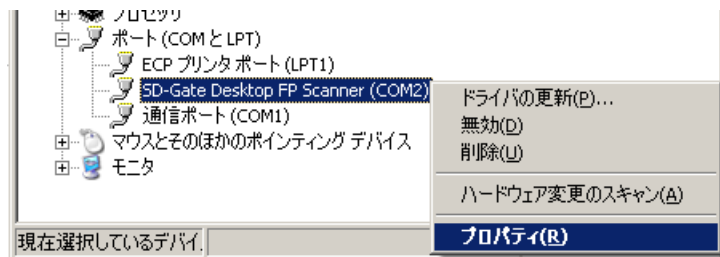 プロセッサ
ポート (COM と LPT)
ECP プリンタ ポート (LPT1)
SD-Gate Desktop FP Scanner (COM2)
通信ポート (COM1)
マウスとそのほかのポインティング デバイス
モニタ
現在選択しているデバイ.
ドライバの更新(P)...
無効(D)
削除(U)
ハードウェア変更のスキャン(A)
プロパティ(R)